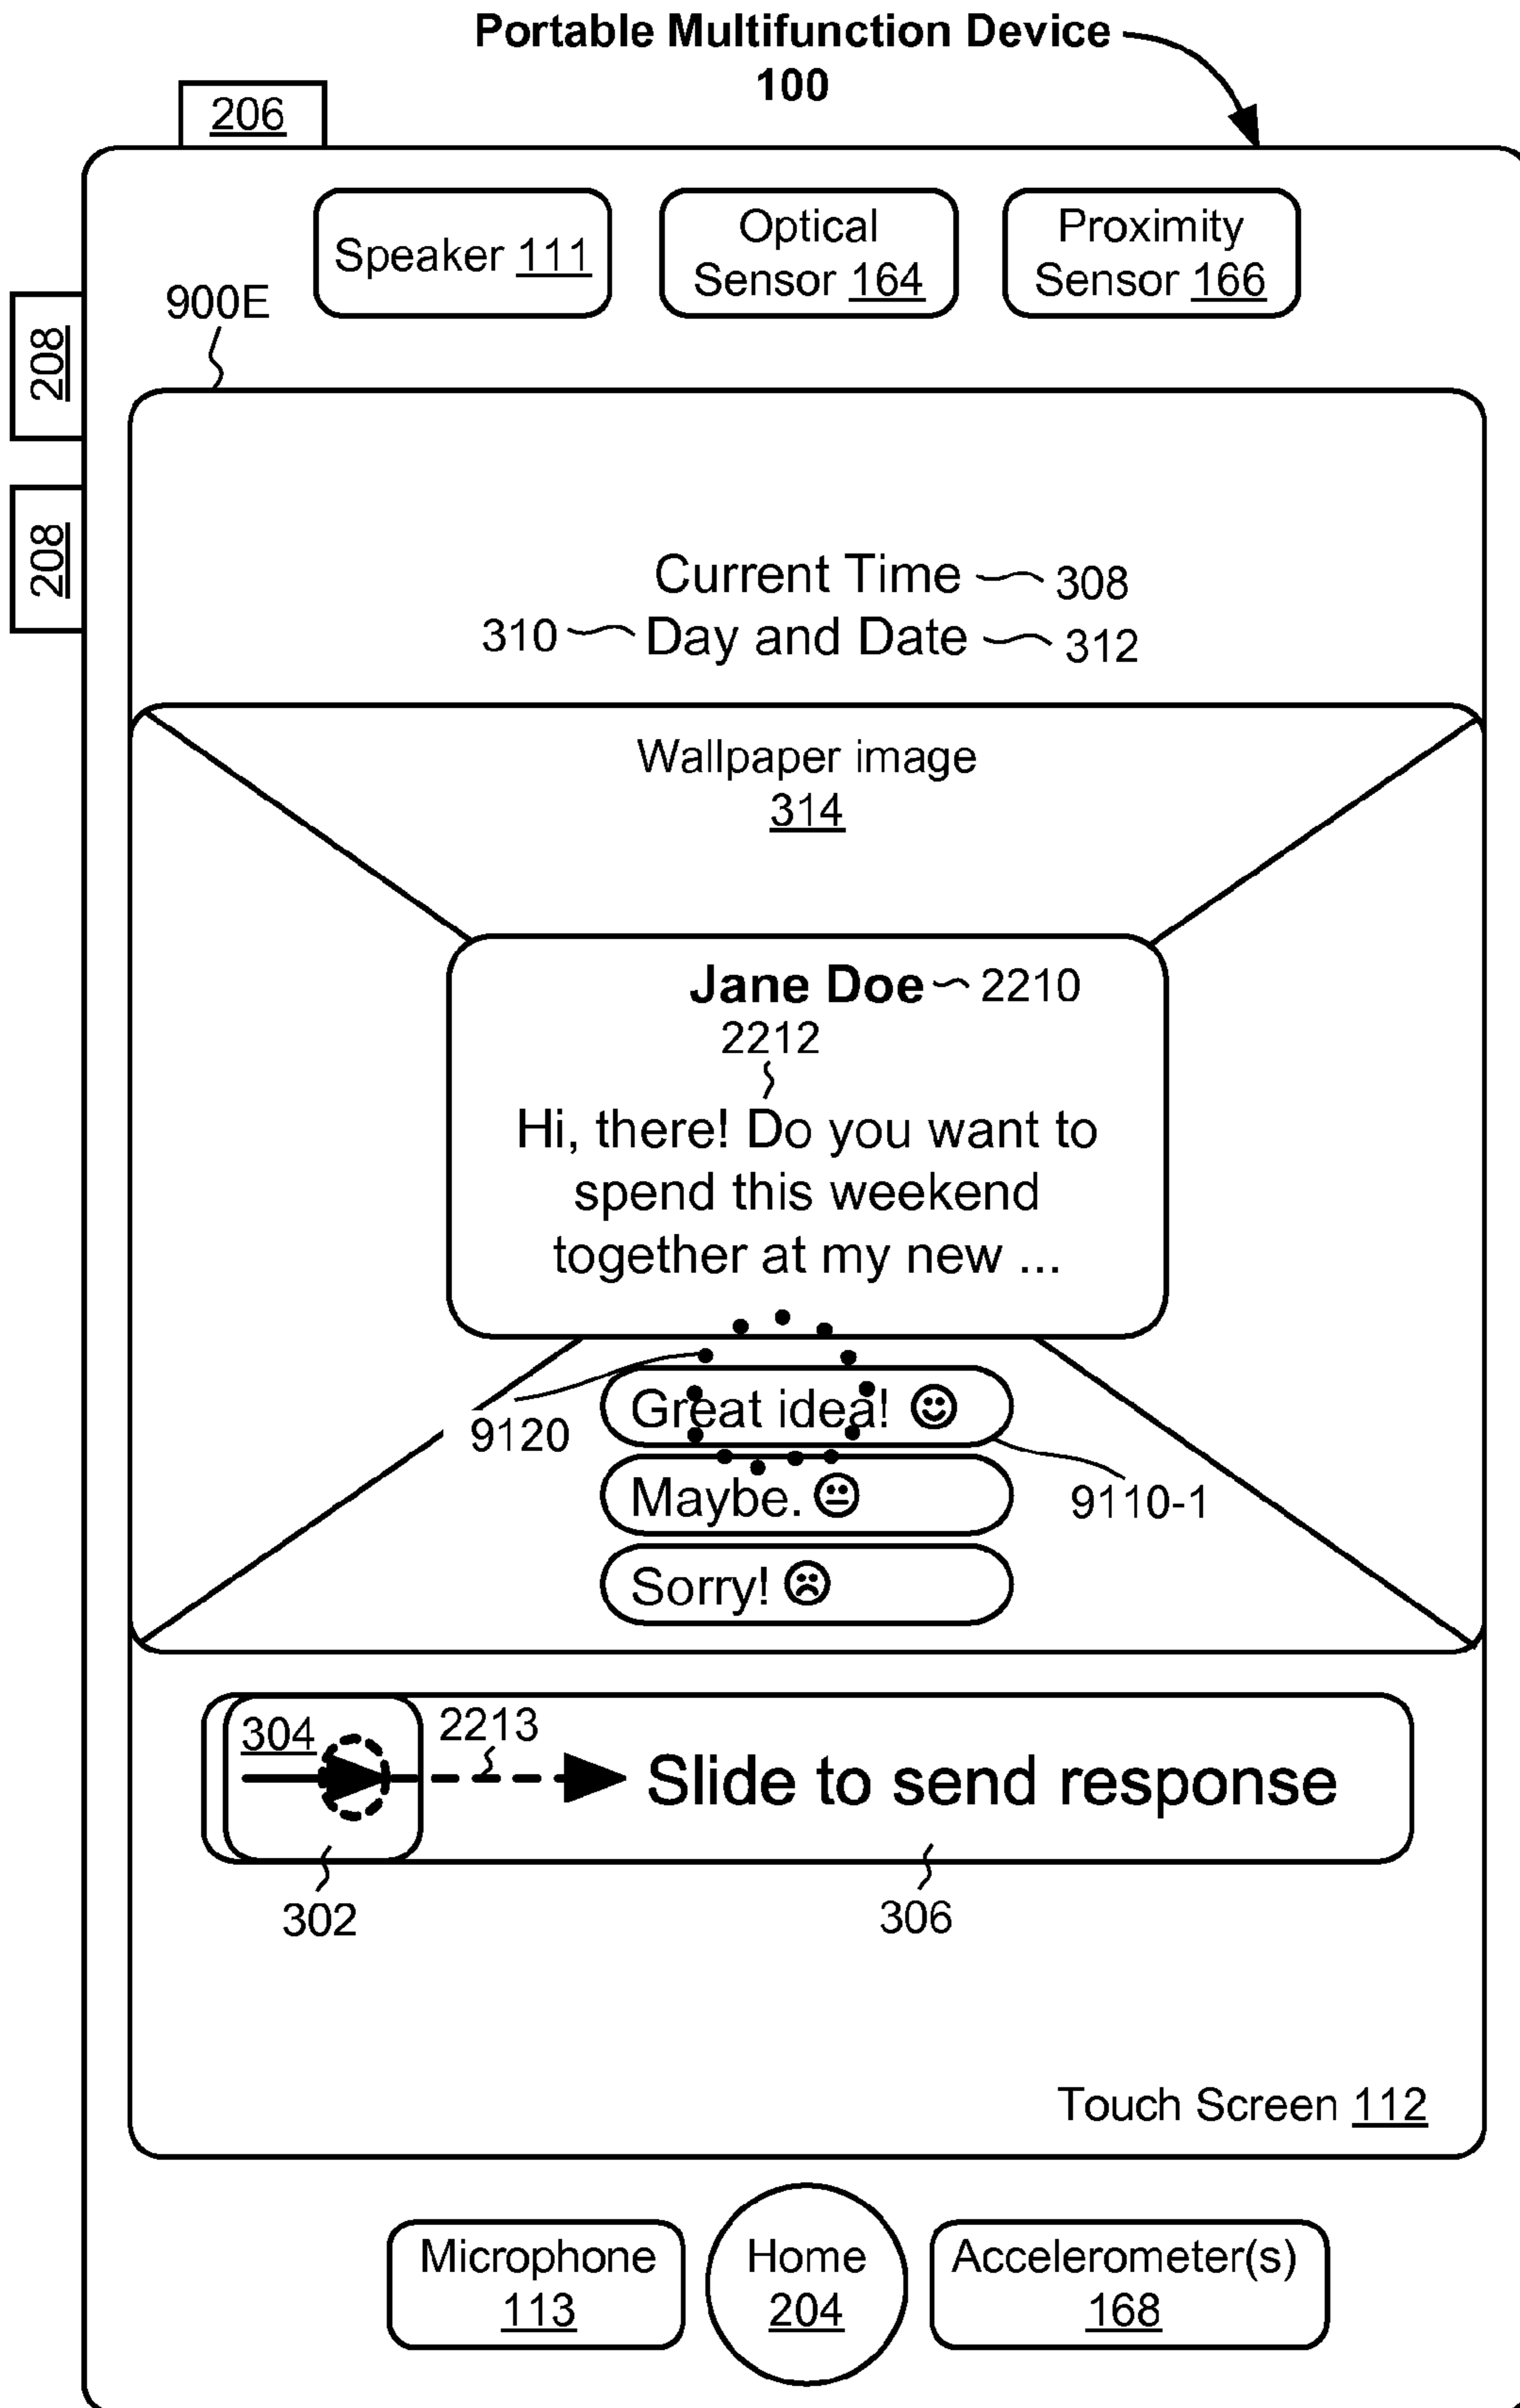 Portable Multifunction Device
100
206
Speaker 111
Optical
Sensor 164
Proximity
Sensor 166
900E
208
208
Current Time 308
310 Day and Date 312
Wallpaper image
314
Jane Doe 2210
2212
Hi, there! Do you want to
spend this weekend
together at my new ...
9120
Great idea!
9110-1
Maybe.
Sorry!
304
2213
Slide to send response
302
306
Touch Screen 112
Microphone
113
Home
204
Accelerometer(s)
168